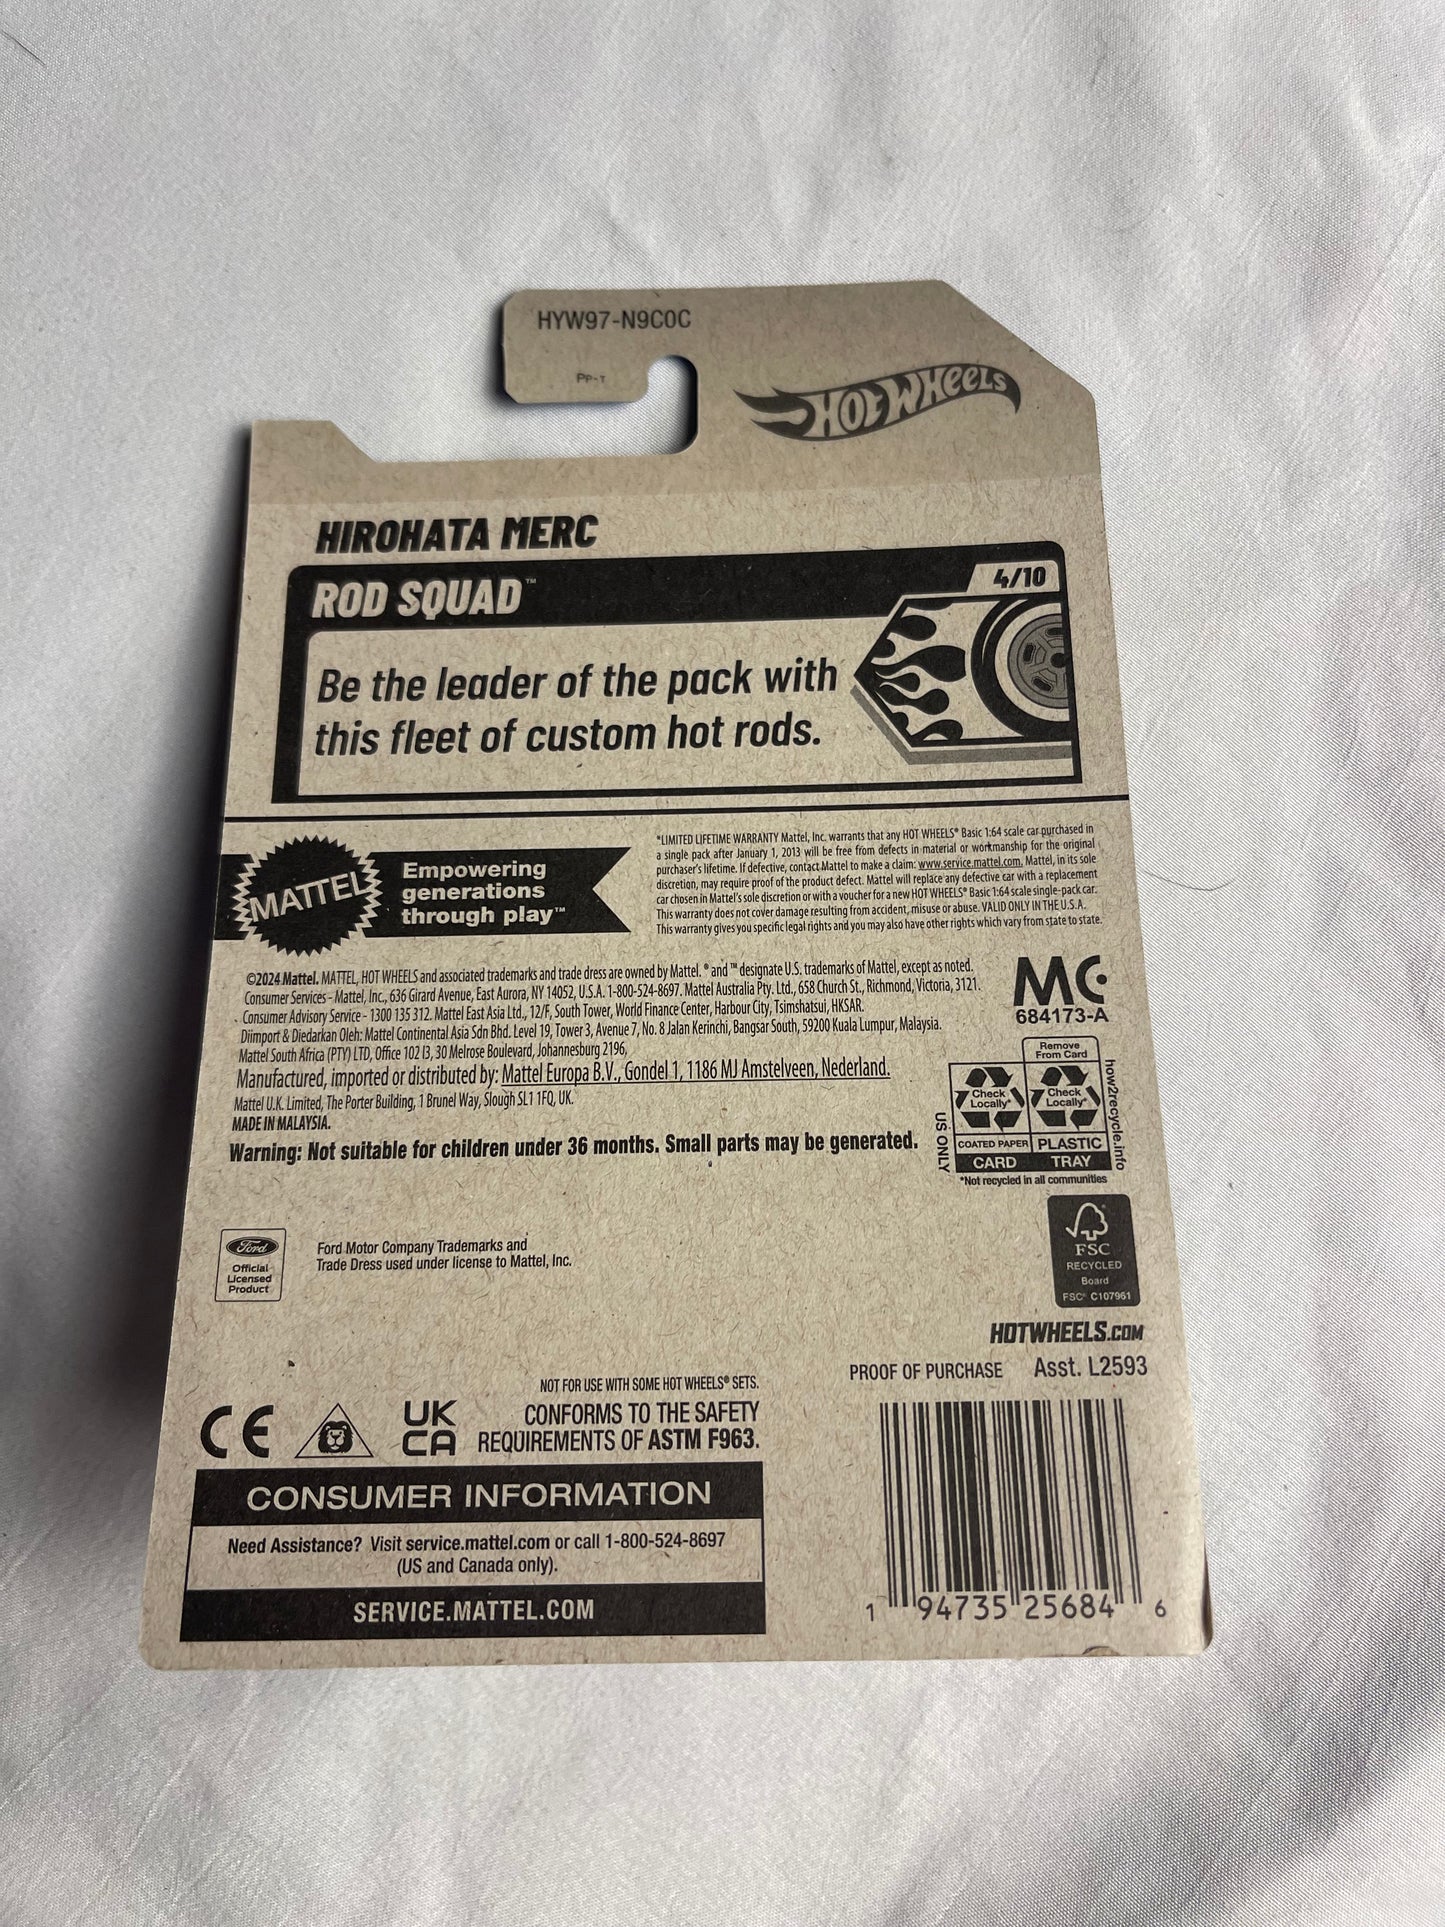 HYW97-N9C0C
PP-T
HOT WHEELS
HIROHATA MERC
ROD SQUAD™
4/10
Be the leader of the pack with
this fleet of custom hot rods.
MATTEL
Empowering
generations
through play™
*LIMITED LIFETIME WARRANTY Mattel, Inc. warrants that any HOT WHEELS® Basic 1:64 scale car purchased in
a single pack after January 1, 2013 will be free from defects in material or workmanship for the original
purchaser's lifetime. If defective, contact Mattel to make a claim: www.service.mattel.com. Mattel, in its sole
discretion, may require proof of the product defect. Mattel will replace any defective car with a replacement
car chosen in Mattel's sole discretion or with a voucher for a new HOT WHEELS® Basic 1:64 scale single-pack car.
This warranty does not cover damage resulting from accident, misuse or abuse. VALID ONLY IN THE U.S.A.
This warranty gives you specific legal rights and you may also have other rights which vary from state to state.
©2024 Mattel. MATTEL, HOT WHEELS and associated trademarks and trade dress are owned by Mattel. ® and ™ designate U.S. trademarks of Mattel, except as noted.
Consumer Services - Mattel, Inc., 636 Girard Avenue, East Aurora, NY 14052, U.S.A. 1-800-524-8697. Mattel Australia Pty. Ltd., 658 Church St., Richmond, Victoria, 3121.
Consumer Advisory Service - 1300 135 312. Mattel East Asia Ltd., 12/F, South Tower, World Finance Center, Harbour City, Tsimshatsui, HKSAR.
Diimport & Diedarkan Oleh: Mattel Continental Asia Sdn Bhd. Level 19, Tower 3, Avenue 7, No. 8 Jalan Kerinchi, Bangsar South, 59200 Kuala Lumpur, Malaysia.
Mattel South Africa (PTY) LTD, Office 102 I3, 30 Melrose Boulevard, Johannesburg 2196.
Manufactured, imported or distributed by: Mattel Europa B.V., Gondel 1, 1186 MJ Amstelveen, Nederland.
Mattel U.K. Limited, The Porter Building, 1 Brunel Way, Slough SL1 1FQ, UK.
MADE IN MALAYSIA.
Warning: Not suitable for children under 36 months. Small parts may be generated.
MC
684173-A
Remove
From Card
Check
Locally*
Check
Locally*
COATED PAPER
PLASTIC
CARD
TRAY
US ONLY
how2recycle.info
*Not recycled in all communities
FSC
RECYCLED
Board
FSC® C107961
Ford
Official
Licensed
Product
Ford Motor Company Trademarks and
Trade Dress used under license to Mattel, Inc.
HOTWHEELS.COM
PROOF OF PURCHASE Asst. L2593
NOT FOR USE WITH SOME HOT WHEELS® SETS.
CE
UK
CA
CONFORMS TO THE SAFETY
REQUIREMENTS OF ASTM F963.
CONSUMER INFORMATION
Need Assistance? Visit service.mattel.com or call 1-800-524-8697
(US and Canada only).
SERVICE.MATTEL.COM
1 94735 25684 6